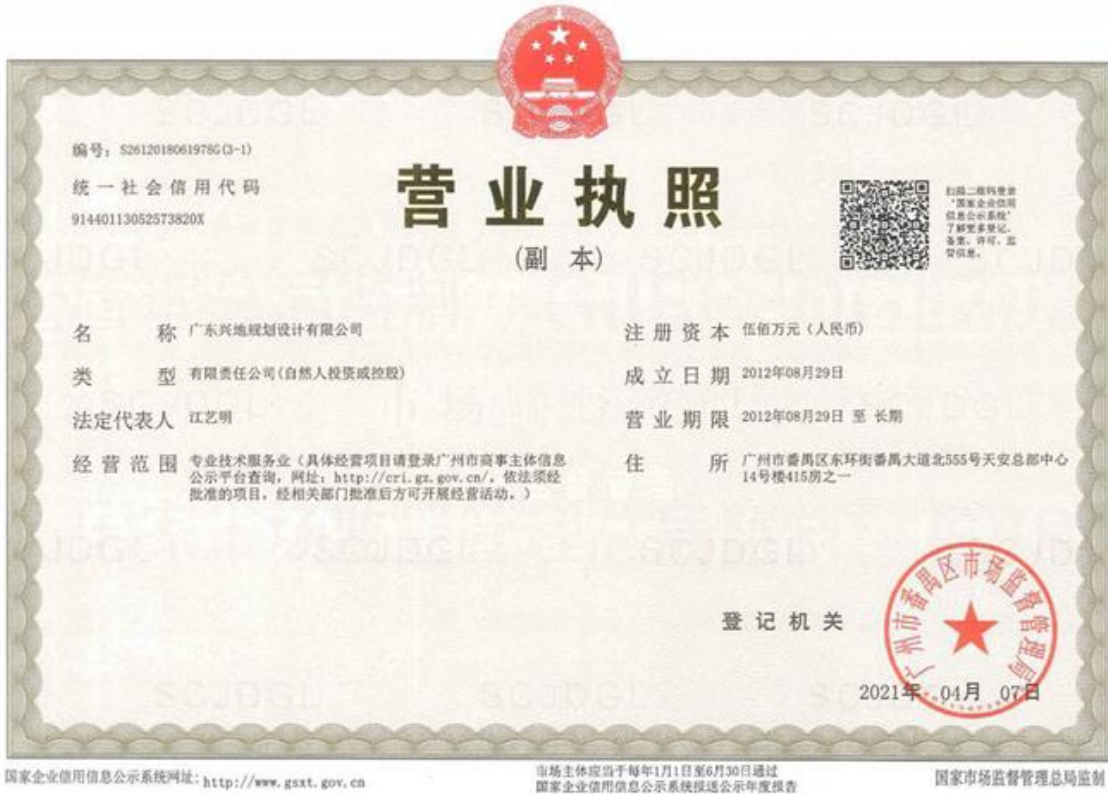 编号：S2612018061978G(3-1)
统一社会信用代码
91440113052573820X
营业执照
(副 本)
扫描二维码登录
“国家企业信用
信息公示系统”
了解更多登记、
备案、许可、监
管信息。
名 称 广东兴地规划设计有限公司
类 型 有限责任公司(自然人投资或控股)
法定代表人 江艺明
经营范围 专业技术服务业（具体经营项目请登录广州市商事主体信息
公示平台查询，网址：http://cri.gz.gov.cn/。依法须经
批准的项目，经相关部门批准后方可开展经营活动。）
注册资本 伍佰万元（人民币）
成立日期 2012年08月29日
营业期限 2012年08月29日 至 长期
住 所 广州市番禺区东环街番禺大道北555号天安总部中心
14号楼415房之一
登记机关
广州市番禺区市场监督管理局
2021年 04月 07日
国家企业信用信息公示系统网址：http://www.gsxt.gov.cn
市场主体应当于每年1月1日至6月30日通过
国家企业信用信息公示系统报送公示年度报告
国家市场监督管理总局监制